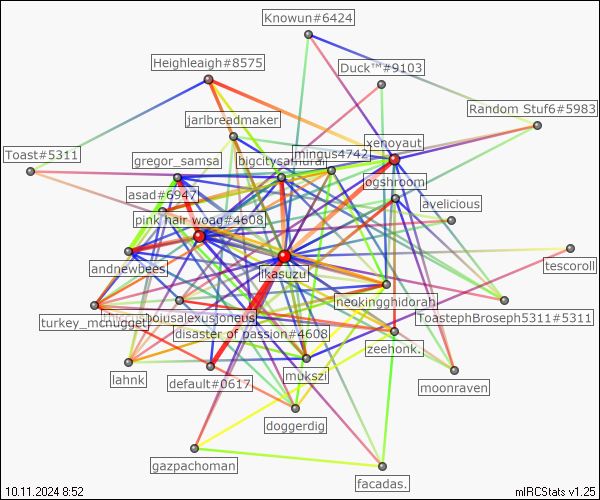 Knowun#6424
Heighleaigh#8575
Duck™#9103
Random Stuf6#5983
jarlbreadmaker
xenoyaut
Toast#5311
gregor_samsa
bigcitysamurai
mingus4742
jogshroom
asad#6947
avelicious
pink hair woag#4608
andnewbees
ikasuzu
tescoroll
neokingghidorah
ToastephBroseph5311#5311
turkey_mcnugget
disaster of passion#4608
zeehonk.
lahnk
default#0617
mukszi
moonraven
doggerdig
gazpachoman
facadas.
10.11.2024 8:52
mIRCStats v1.25